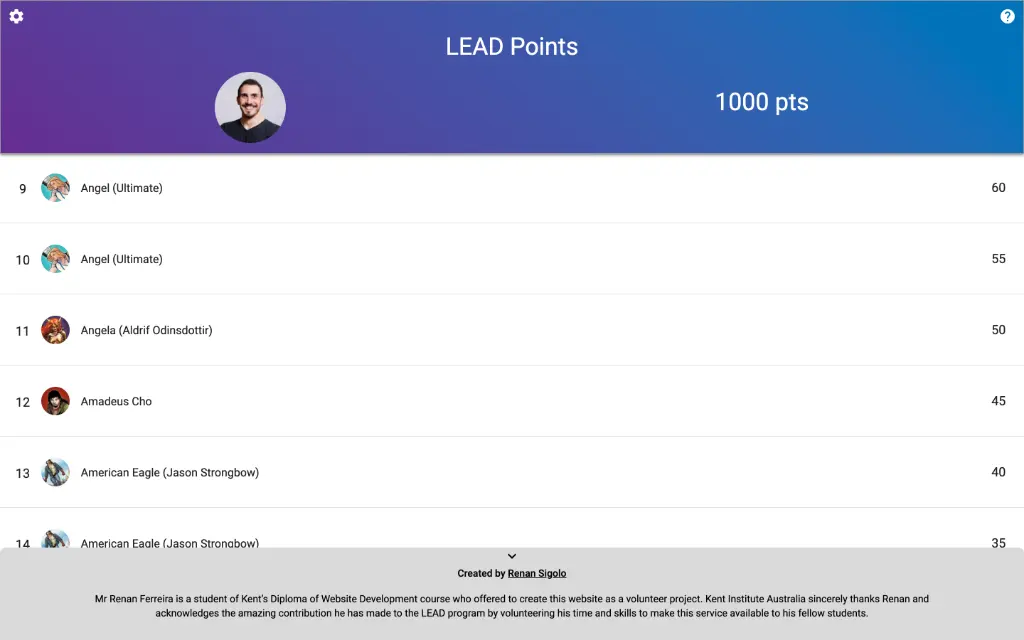 LEAD Points
1000 pts
9 Angel (Ultimate) 60
10 Angel (Ultimate) 55
11 Angela (Aldrif Odinsdottir) 50
12 Amadeus Cho 45
13 American Eagle (Jason Strongbow) 40
14 American Eagle (Jason Strongbow) 35
Created by Renan Sigolo
Mr Renan Ferreira is a student of Kent's Diploma of Website Development course who offered to create this website as a volunteer project. Kent Institute Australia sincerely thanks Renan and
acknowledges the amazing contribution he has made to the LEAD program by volunteering his time and skills to make this service available to his fellow students.